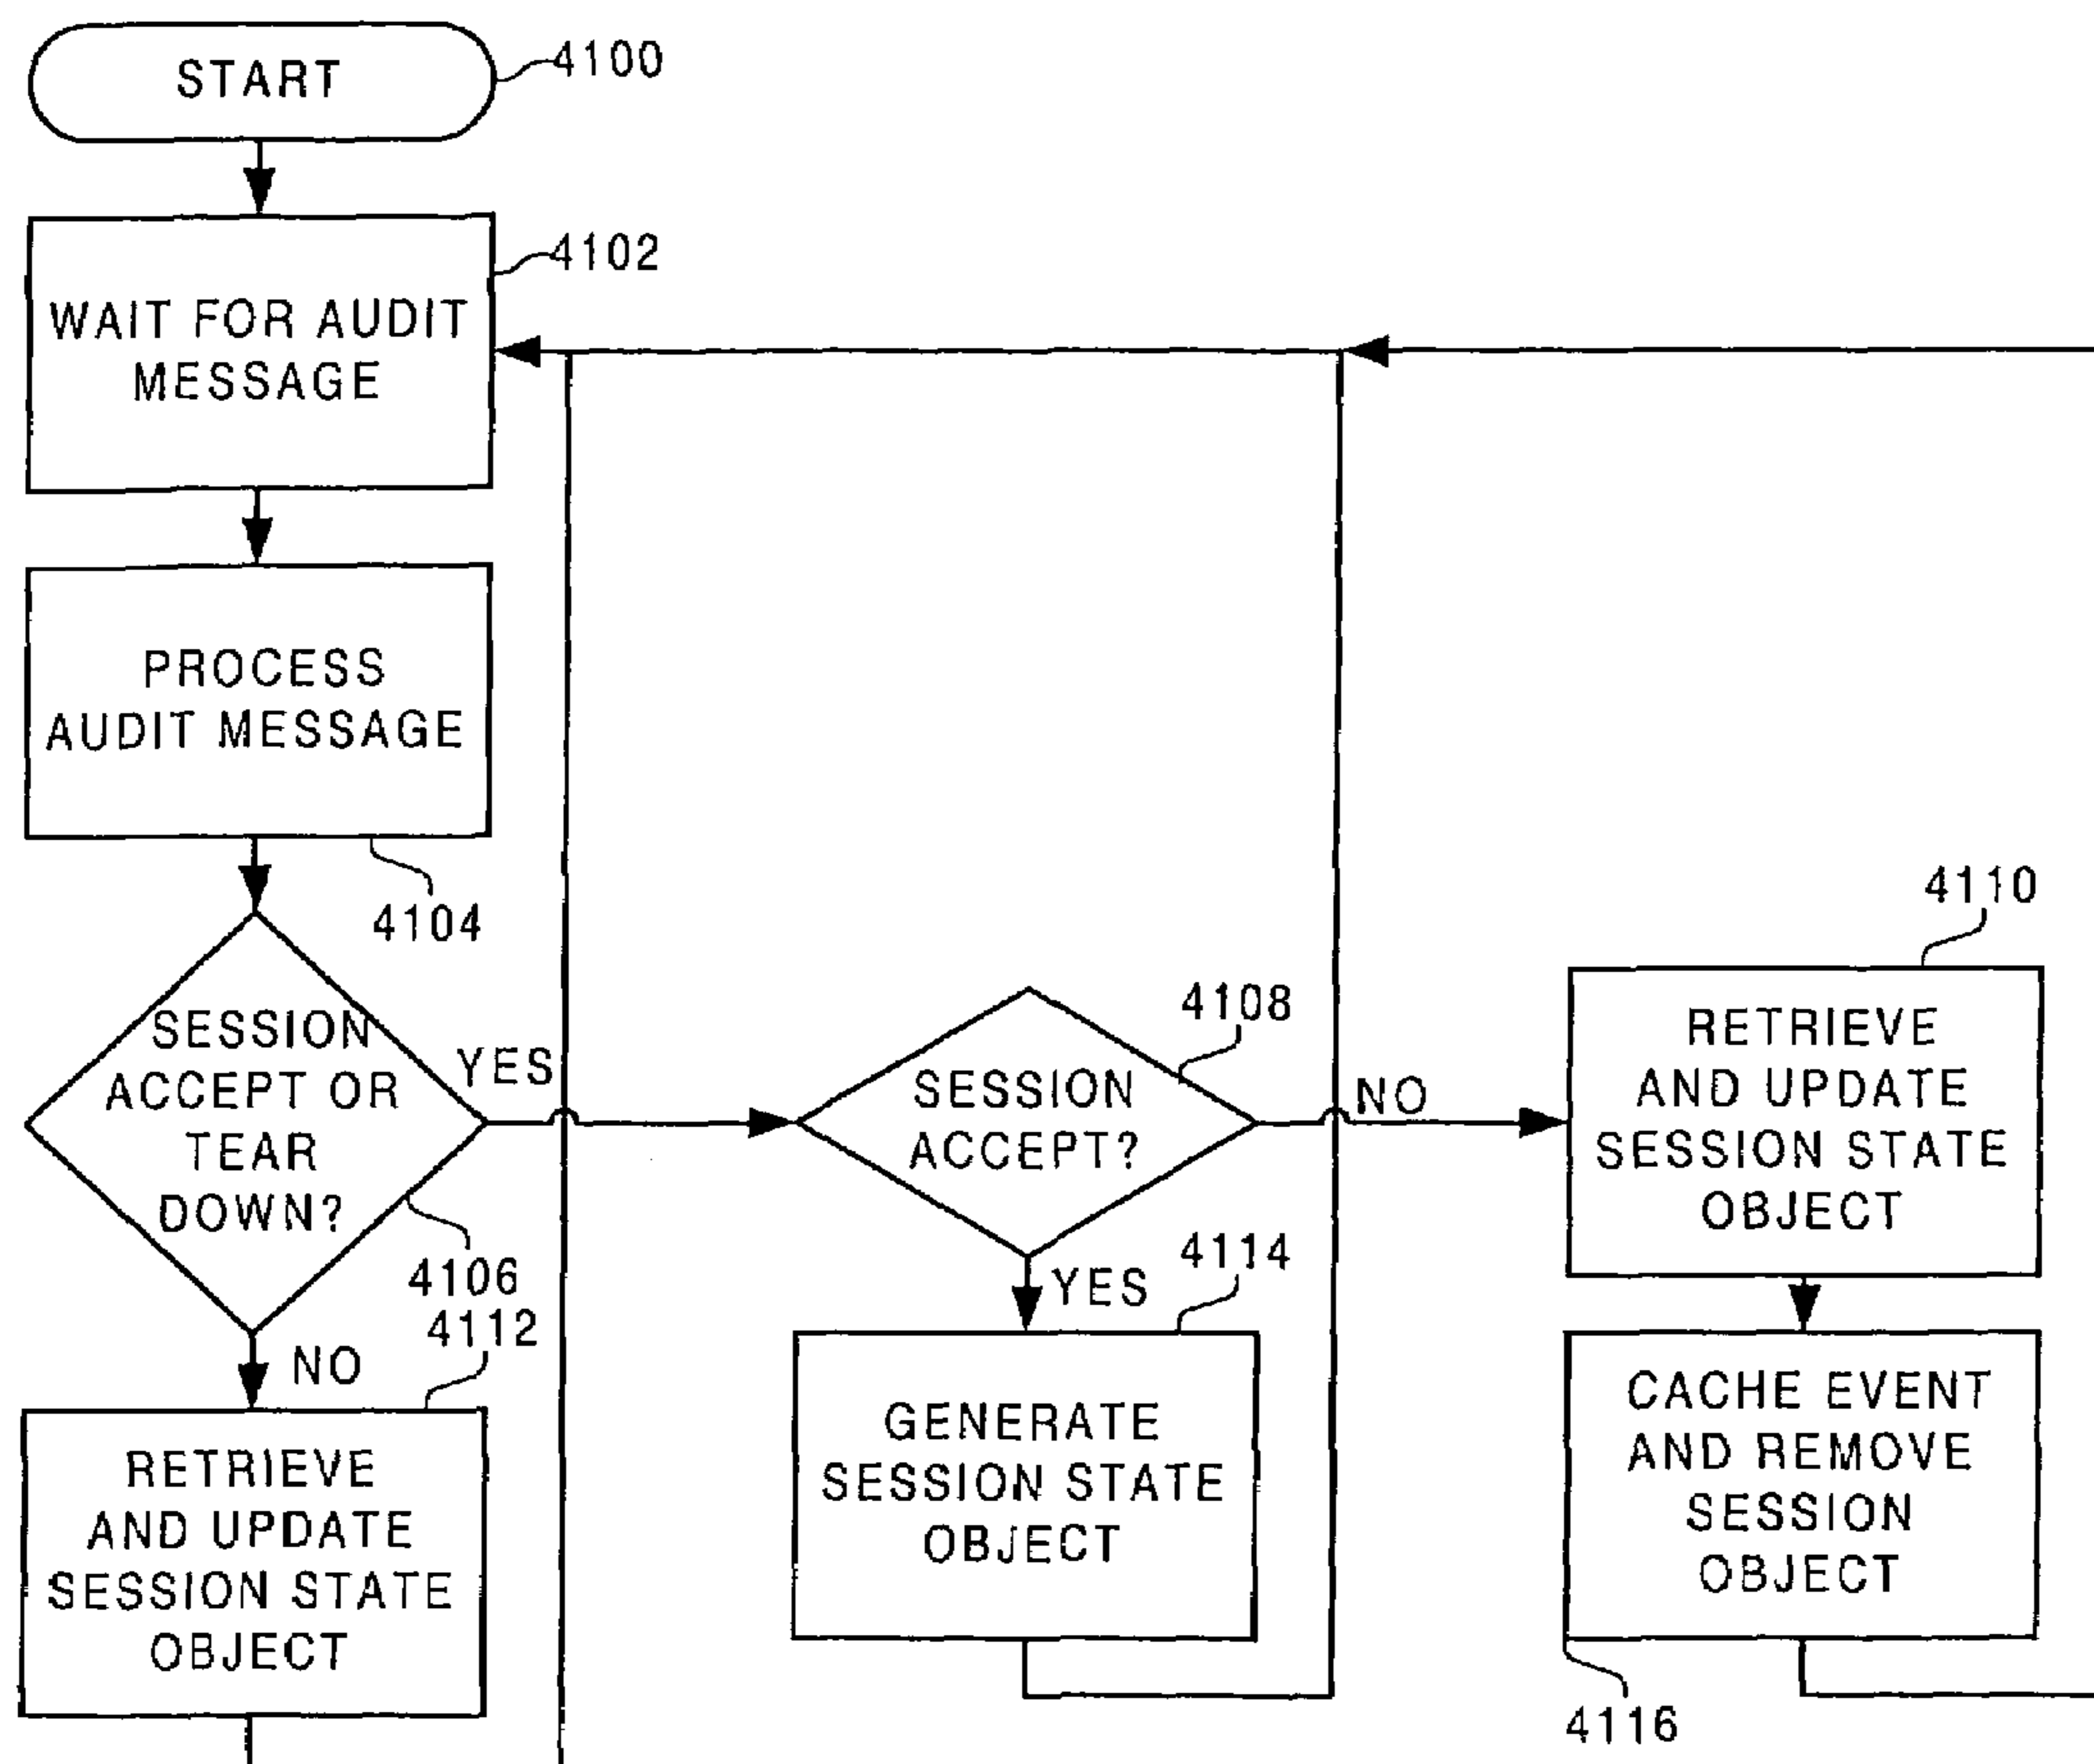 START
4100
4102
WAIT FOR AUDIT
MESSAGE
PROCESS
AUDIT MESSAGE
4104
SESSION
ACCEPT OR
TEAR
DOWN?
YES
4106
NO
4112
RETRIEVE
AND UPDATE
SESSION STATE
OBJECT
4108
SESSION
ACCEPT?
NO
YES
4114
GENERATE
SESSION STATE
OBJECT
4110
RETRIEVE
AND UPDATE
SESSION STATE
OBJECT
CACHE EVENT
AND REMOVE
SESSION
OBJECT
4116